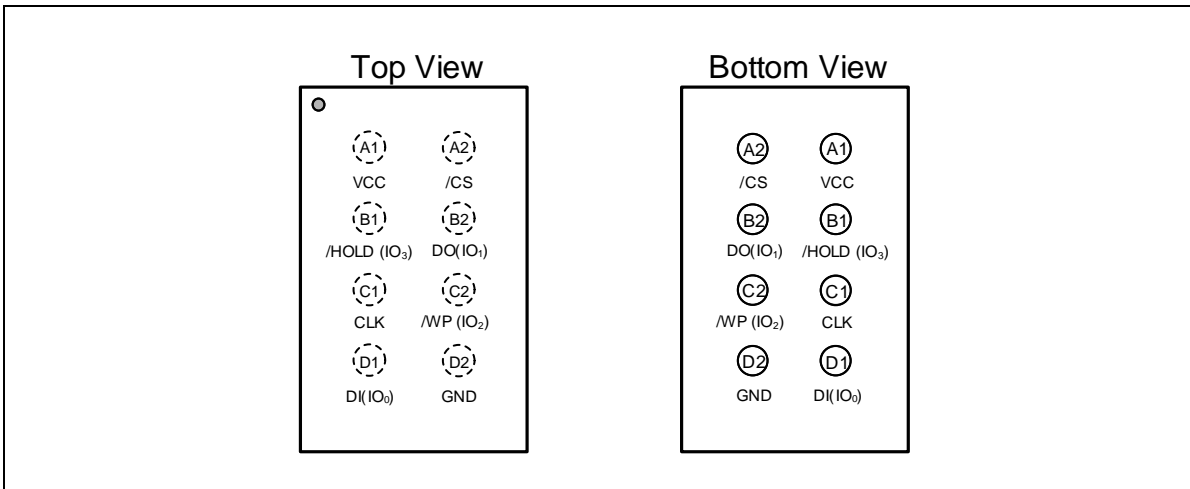 Top View Bottom View
A1 A2 A2 A1
VCC /CS /CS VCC
B1 B2 B2 B1
/HOLD (IO₃) DO(IO₁) DO(IO₁) /HOLD (IO₃)
C1 C2 C2 C1
CLK /WP (IO₂) /WP (IO₂) CLK
D1 D2 D2 D1
DI(IO₀) GND GND DI(IO₀)